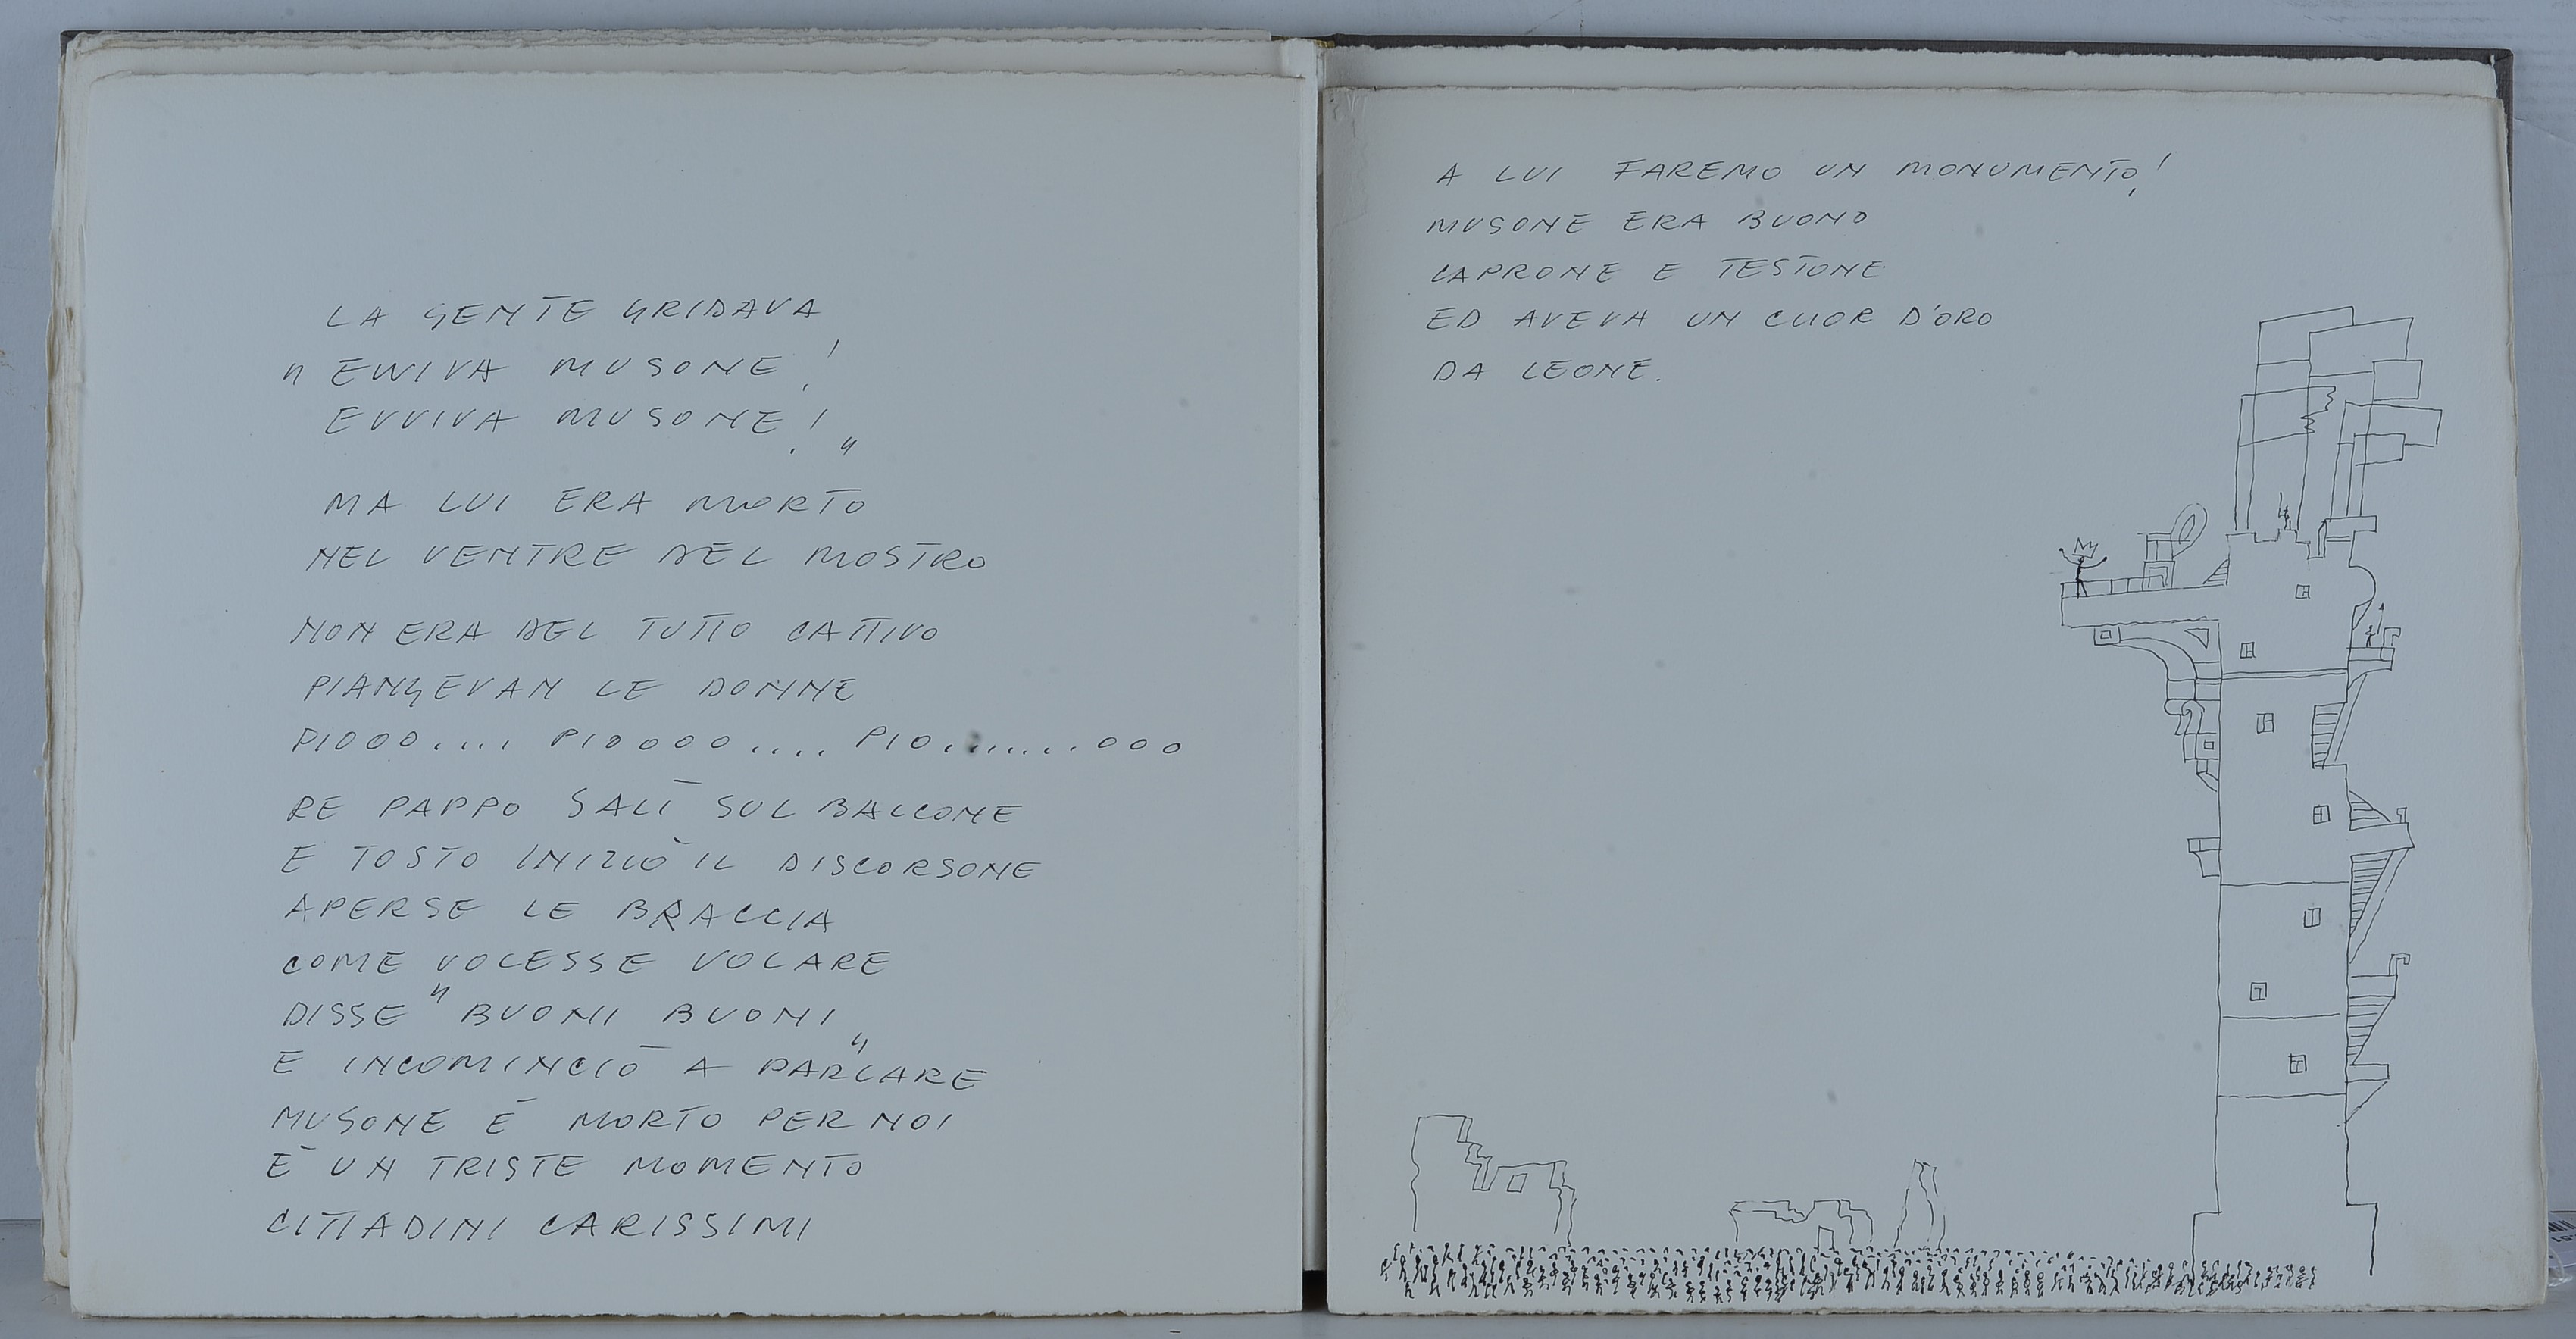 LA GENTE GRIDAVA
" EVVIVA MUSONE!
EVVIVA MUSONE! "
MA LUI ERA MORTO
NEL VENTRE DEL MOSTRO
NON ERA DEL TUTTO CATTIVO
PIANGEVAN LE DONNE
PIOOO.... PIOOOO.... PIO........OOO
RE PAPPO SALÌ SUL BALCONE
E TOSTO INIZIÒ IL DISCORSONE
APERSE LE BRACCIA
COME VOLESSE VOLARE
DISSE " BUONI BUONI "
E INCOMINCIÒ A PARLARE
MUSONE È MORTO PER NOI
È UN TRISTE MOMENTO
CITTADINI CARISSIMI
A LUI FAREMO UN MONUMENTO!
MUSONE ERA BUONO
CAPRONE E TESTONE
ED AVEVA UN CUOR D'ORO
DA LEONE.